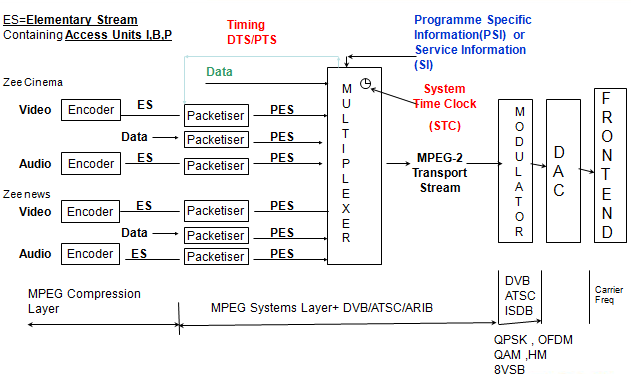 ES=Elementary Stream
Containing Access Units I,B,P
Timing
DTS/PTS
Programme Specific
Information(PSI) or
Service Information
(SI)
Data
Zee Cinema
Video
Encoder
ES
Packetiser
PES
Data
Packetiser
PES
Audio
Encoder
ES
Packetiser
PES
Zee news
Video
Encoder
ES
Packetiser
PES
Data
Packetiser
PES
Audio
Encoder
ES
Packetiser
PES
MULTIPLEXER
System
Time Clock
(STC)
MPEG-2
Transport
Stream
MODULATOR
DAC
FRONTEND
MPEG Compression
Layer
MPEG Systems Layer+ DVB/ATSC/ARIB
DVB
ATSC
ISDB
Carrier
Freq
QPSK , OFDM
QAM ,HM
8VSB